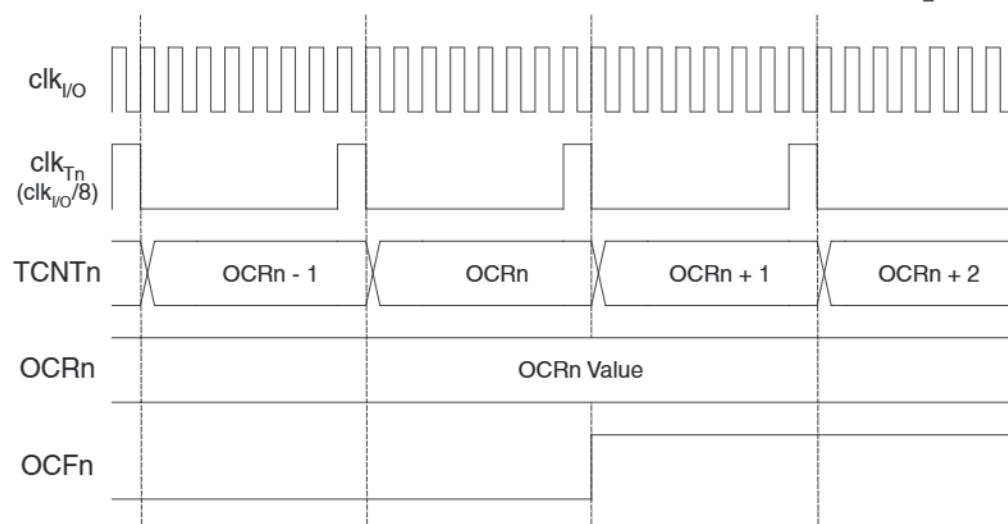 clkI/O
clkTn
(clkI/O/8)
TCNTn
OCRn - 1
OCRn
OCRn + 1
OCRn + 2
OCRn
OCRn Value
OCFn